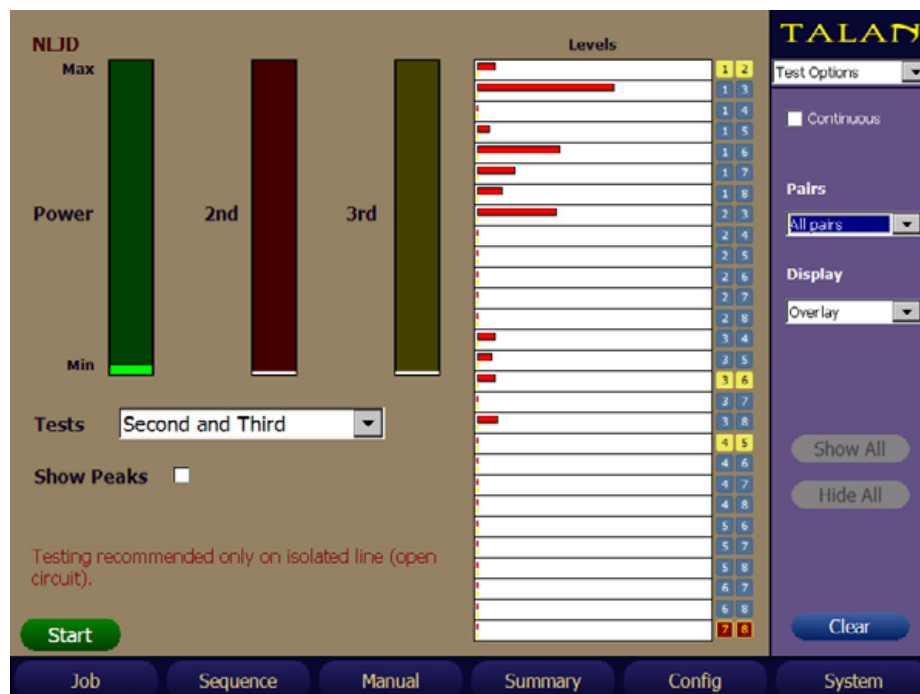 NLJD
Max
Power
2nd
3rd
Min
Tests
Second and Third
Show Peaks
Testing recommended only on isolated line (open
circuit).
Start
Levels
1 2
1 3
1 4
1 5
1 6
1 7
1 8
2 3
2 4
2 5
2 6
2 7
2 8
3 4
3 5
3 6
3 7
3 8
4 5
4 6
4 7
4 8
5 6
5 7
5 8
6 7
6 8
7 8
TALAN
Test Options
Continuous
Pairs
All pairs
Display
Overlay
Show All
Hide All
Clear
Job Sequence Manual Summary Config System